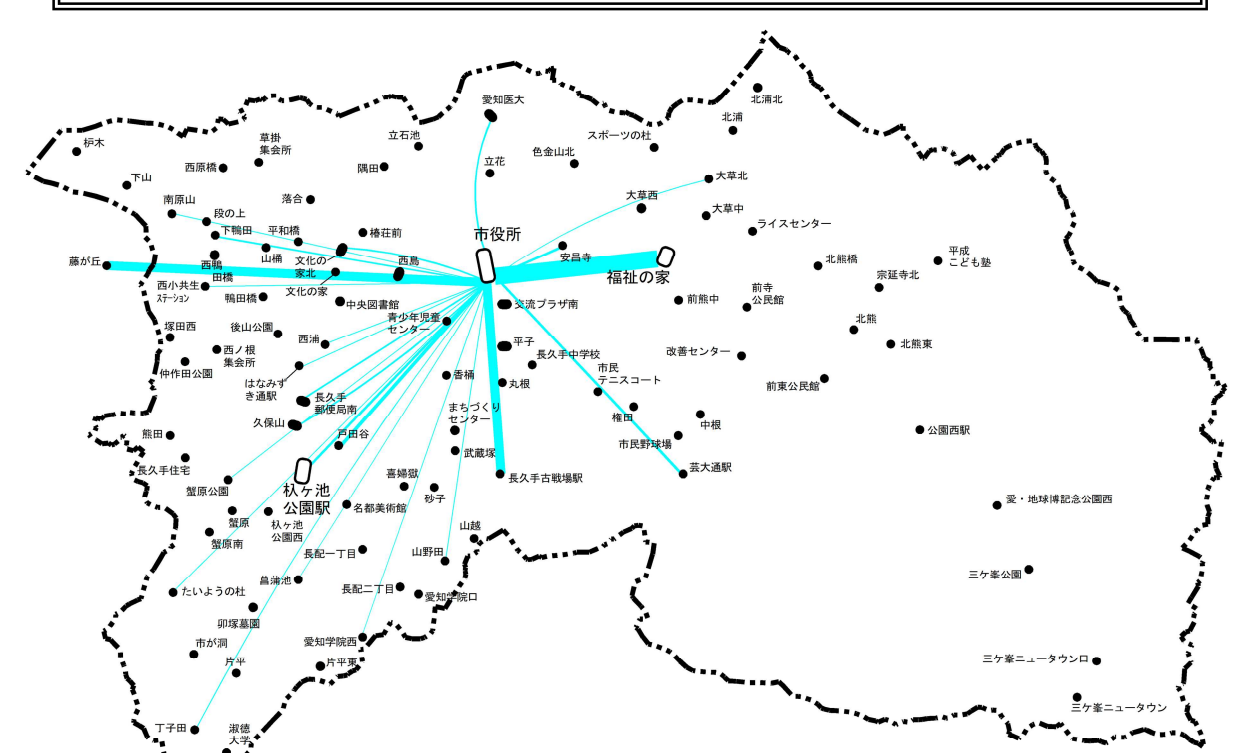 北浦北
愛知医大
北浦
枦木
草掛
集会所
立石池
スポーツの杜
色金山北
西原橋
隅田
立花
下山
大草北
南原山
落合
大草西
段の上
大草中
ライスセンター
下鴨田
平和橋
椿荘前
市役所
安昌寺
平成
こども塾
藤が丘
西鴨
田橋
山桶
文化の
家北
西島
福祉の家
北熊橋
宗延寺北
西小共生
ステーション
鴨田橋
文化の家
中央図書館
交流プラザ南
前熊中
前寺
公民館
青少年児童
センター
塚田西
後山公園
西浦
北熊
平子
北熊東
西ノ根
集会所
長久手中学校
改善センター
仲作田公園
はなみず
き通駅
香桶
丸根
市民
テニスコート
前東公民館
長久手
郵便局南
まちづくり
センター
権田
中根
久保山
熊田
戸田谷
市民野球場
公園西駅
長久手住宅
武蔵塚
芸大通駅
蟹原公園
杁ヶ池
公園駅
喜婦嶽
長久手古戦場駅
砂子
愛・地球博記念公園西
名都美術館
蟹原
杁ヶ池
公園西
山越
蟹原南
長配一丁目
山野田
三ケ峯公園
菖蒲池
長配二丁目
たいようの杜
愛知学院口
卯塚墓園
市が洞
愛知学院西
片平
片平東
三ケ峯ニュータウン口
三ケ峯ニュータウン
丁子田
淑徳
大学